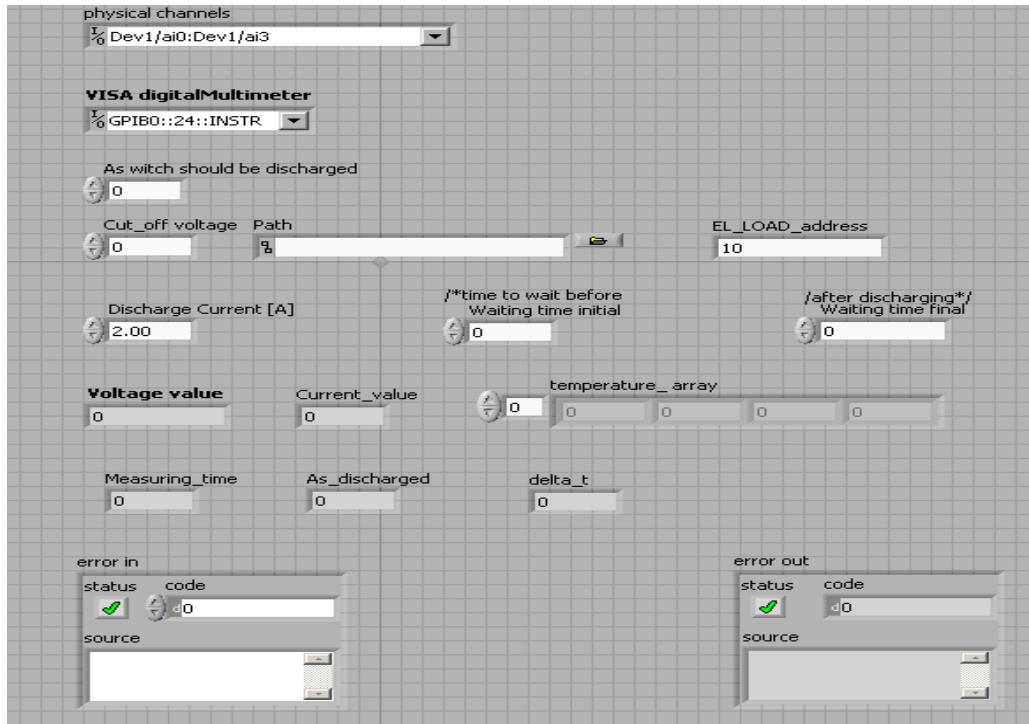 physical channels
Dev1/ai0:Dev1/ai3
VISA digitalMultimeter
GPIB0::24::INSTR
As witch should be discharged
0
Cut_off voltage Path EL_LOAD_address
0 10
/*time to wait before /after discharging*/
Discharge Current [A] Waiting time initial Waiting time final
2.00 0 0
Voltage value Current_value temperature_ array
0 0 0 0 0 0 0
Measuring_time As_discharged delta_t
0 0 0
error in error out
status code status code
d0 d0
source source